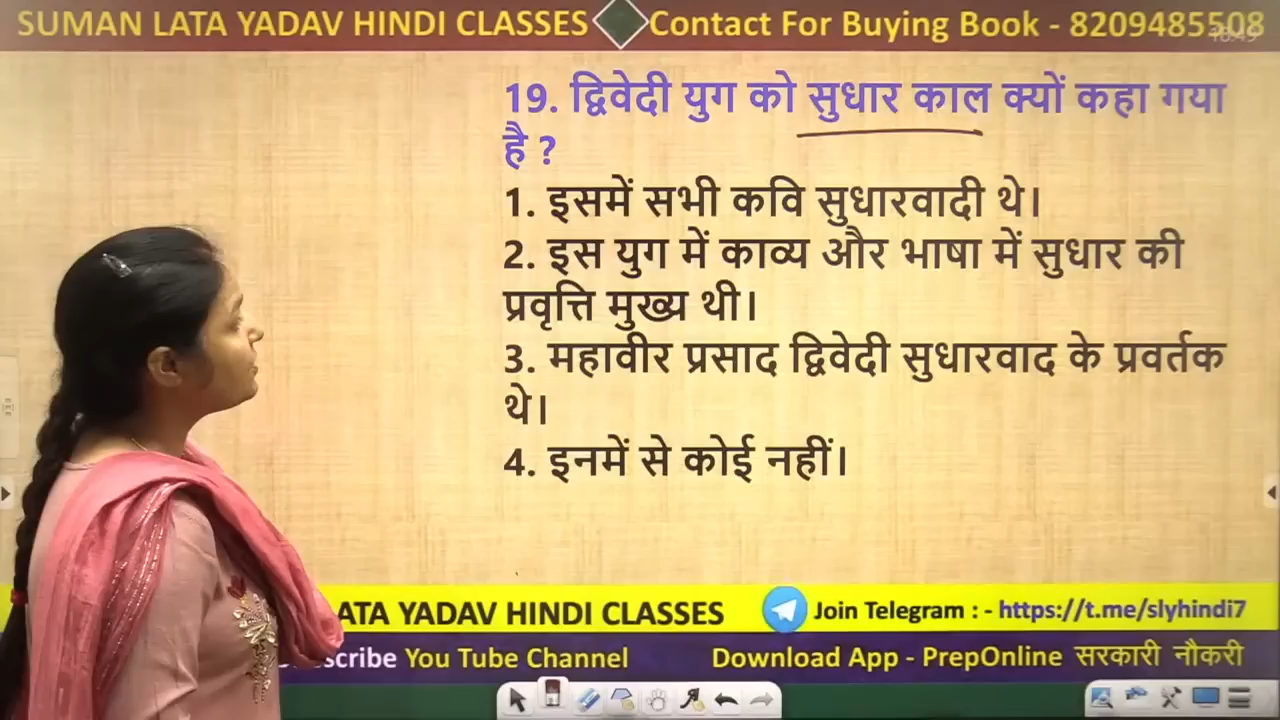 SUMAN LATA YADAV HINDI CLASSES Contact For Buying Book - 8209485508
19. द्विवेदी युग को सुधार काल क्यों कहा गया
है ?
1. इसमें सभी कवि सुधारवादी थे।
2. इस युग में काव्य और भाषा में सुधार की
प्रवृत्ति मुख्य थी।
3. महावीर प्रसाद द्विवेदी सुधारवाद के प्रवर्तक
थे।
4. इनमें से कोई नहीं।
ATA YADAV HINDI CLASSES Join Telegram : - https://t.me/slyhindi7
scribe You Tube Channel Download App - PrepOnline सरकारी नौकरी